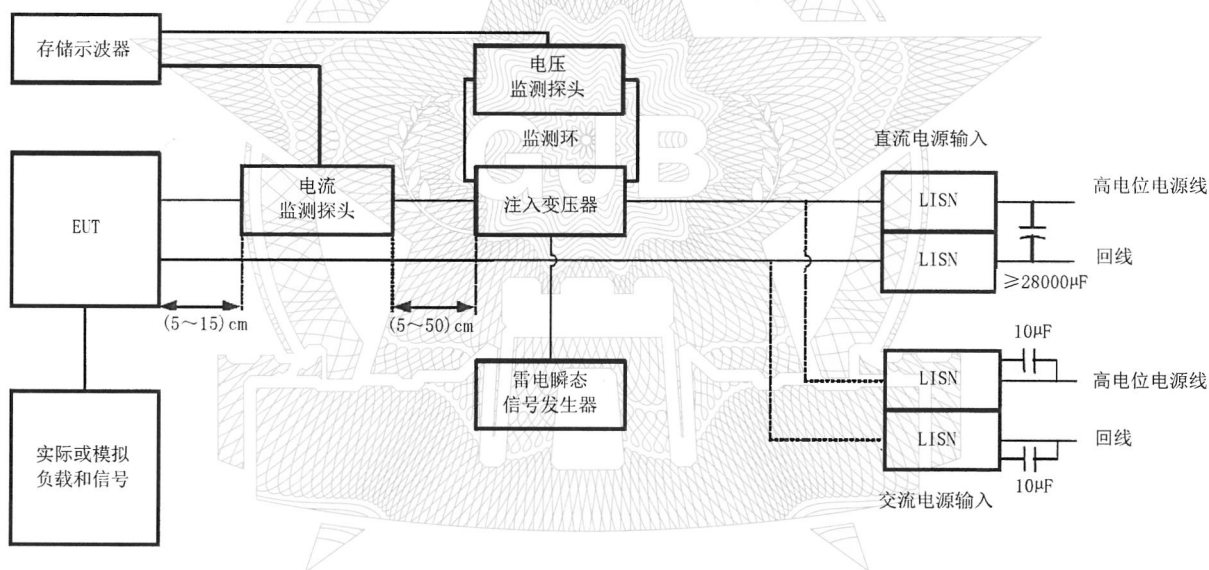 存储示波器
电压
监测探头
监测环
直流电源输入
电流
监测探头
注入变压器
EUT
LISN
高电位电源线
LISN
回线
≥28000μF
(5～15)cm
(5～50)cm
10μF
雷电瞬态
信号发生器
LISN
高电位电源线
LISN
回线
10μF
实际或模拟
负载和信号
交流电源输入
GJB